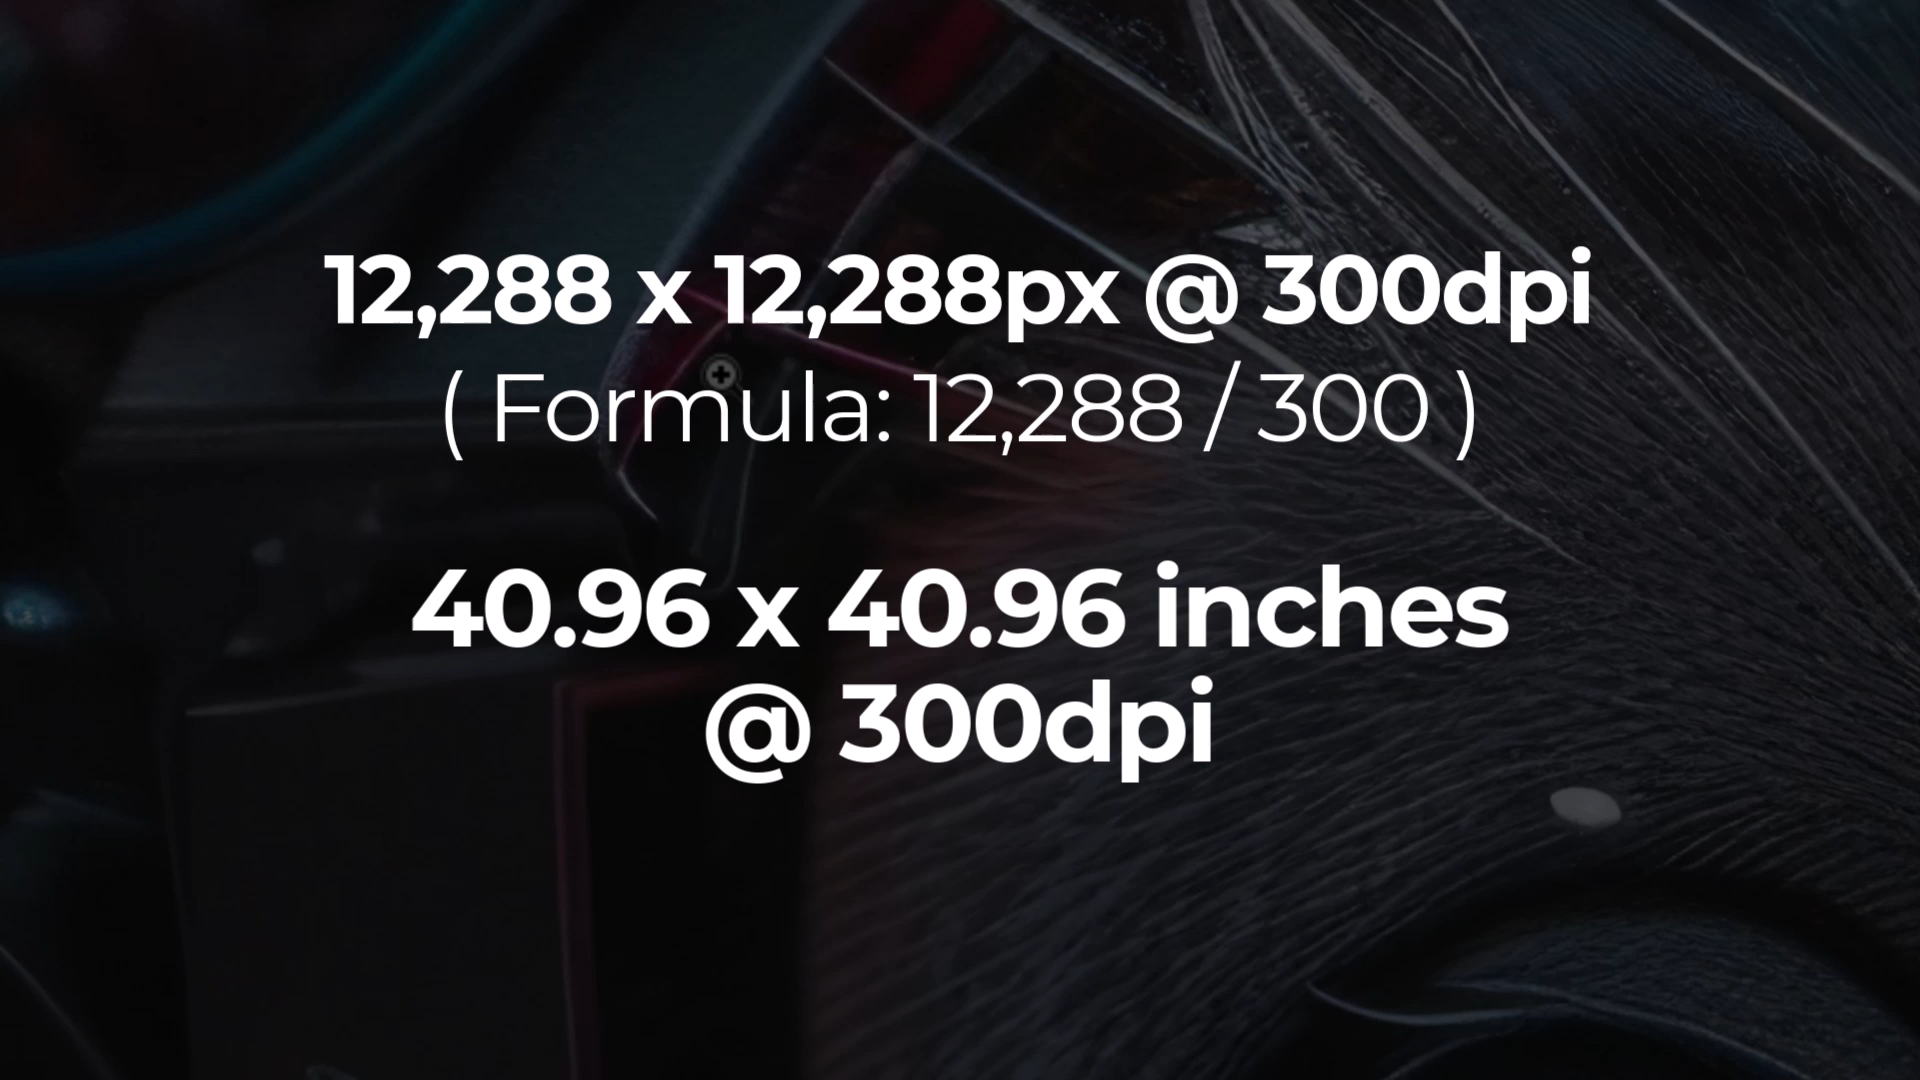 12,288 x 12,288px @ 300dpi
( Formula: 12,288 / 300 )
40.96 x 40.96 inches
@ 300dpi